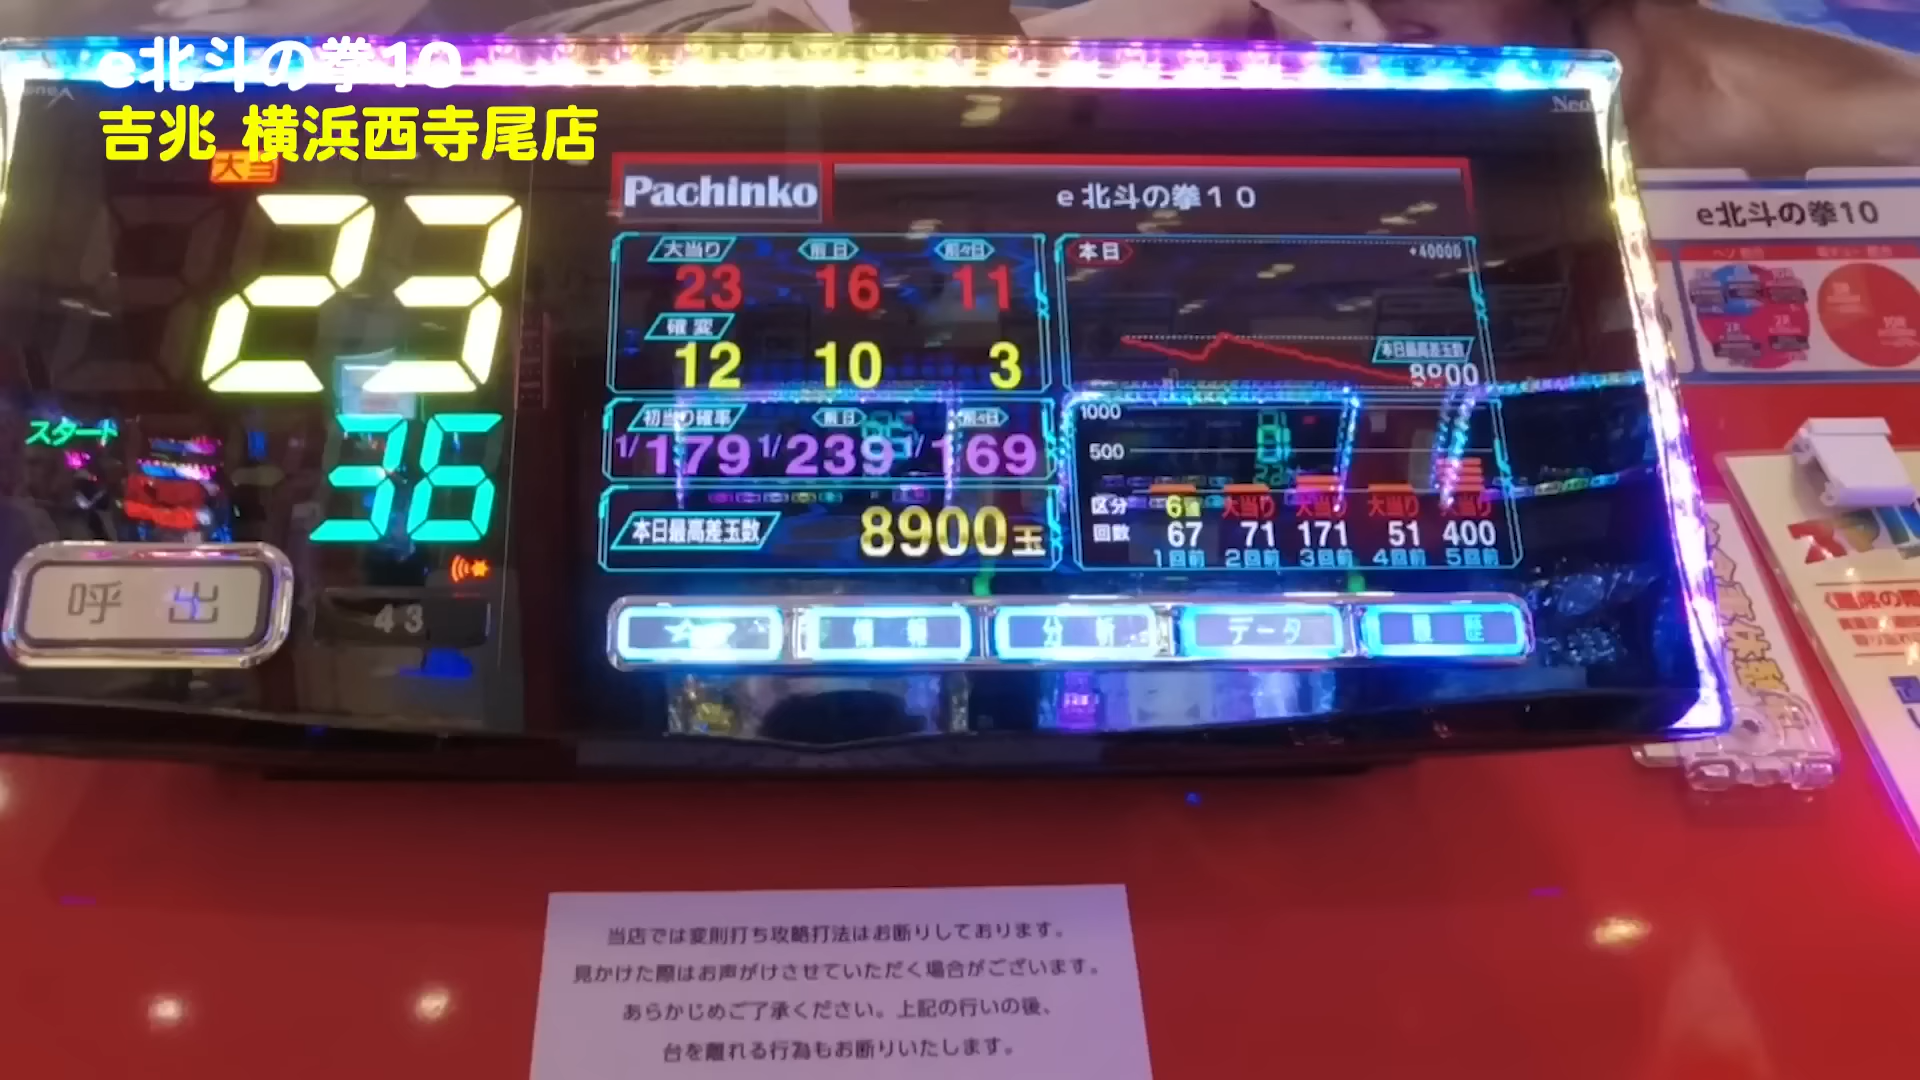 e北斗の拳10
吉兆 横浜西寺尾店
大当
23
スタート
36
呼出
43
Pachinko
e北斗の拳10
大当り 前日 前々日
23 16 11
確変
12 10 3
初当り確率 前日 前々日
1/179 1/239 1/169
本日最高差玉数 8900玉
本日 +40000
本日最高差玉数
8900
1000
500
区分 6連 大当り 大当り 大当り 大当り
回数 67 71 171 51 400
1回前 2回前 3回前 4回前 5回前
情報 分析 データ 履歴
e北斗の拳10
当店では変則打ち攻略打法はお断りしております。
見かけた際はお声がけさせていただく場合がございます。
あらかじめご了承ください。上記の行いの後、
台を離れる行為もお断りいたします。